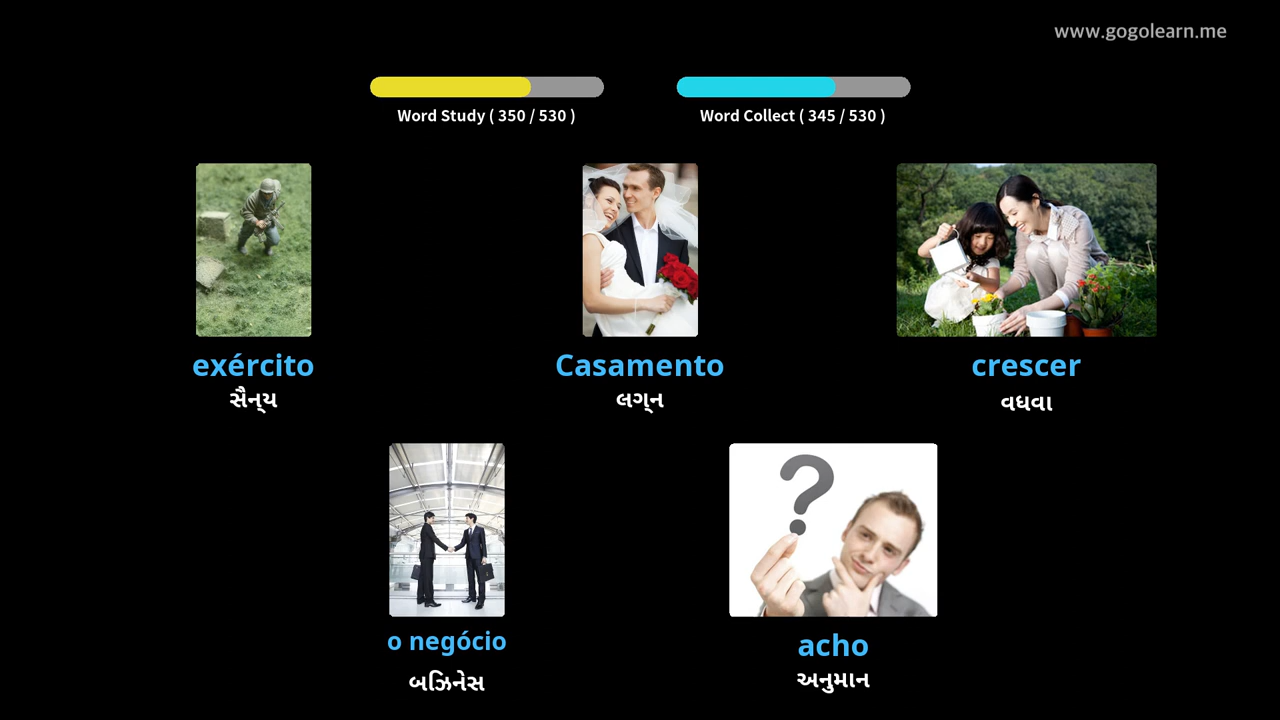 www.gogolearn.me
Word Study ( 350 / 530 )
Word Collect ( 345 / 530 )
exército
સૈન્ય
Casamento
લગ્ન
crescer
વધવા
o negócio
બઝિનેસ
acho
અનુમાન